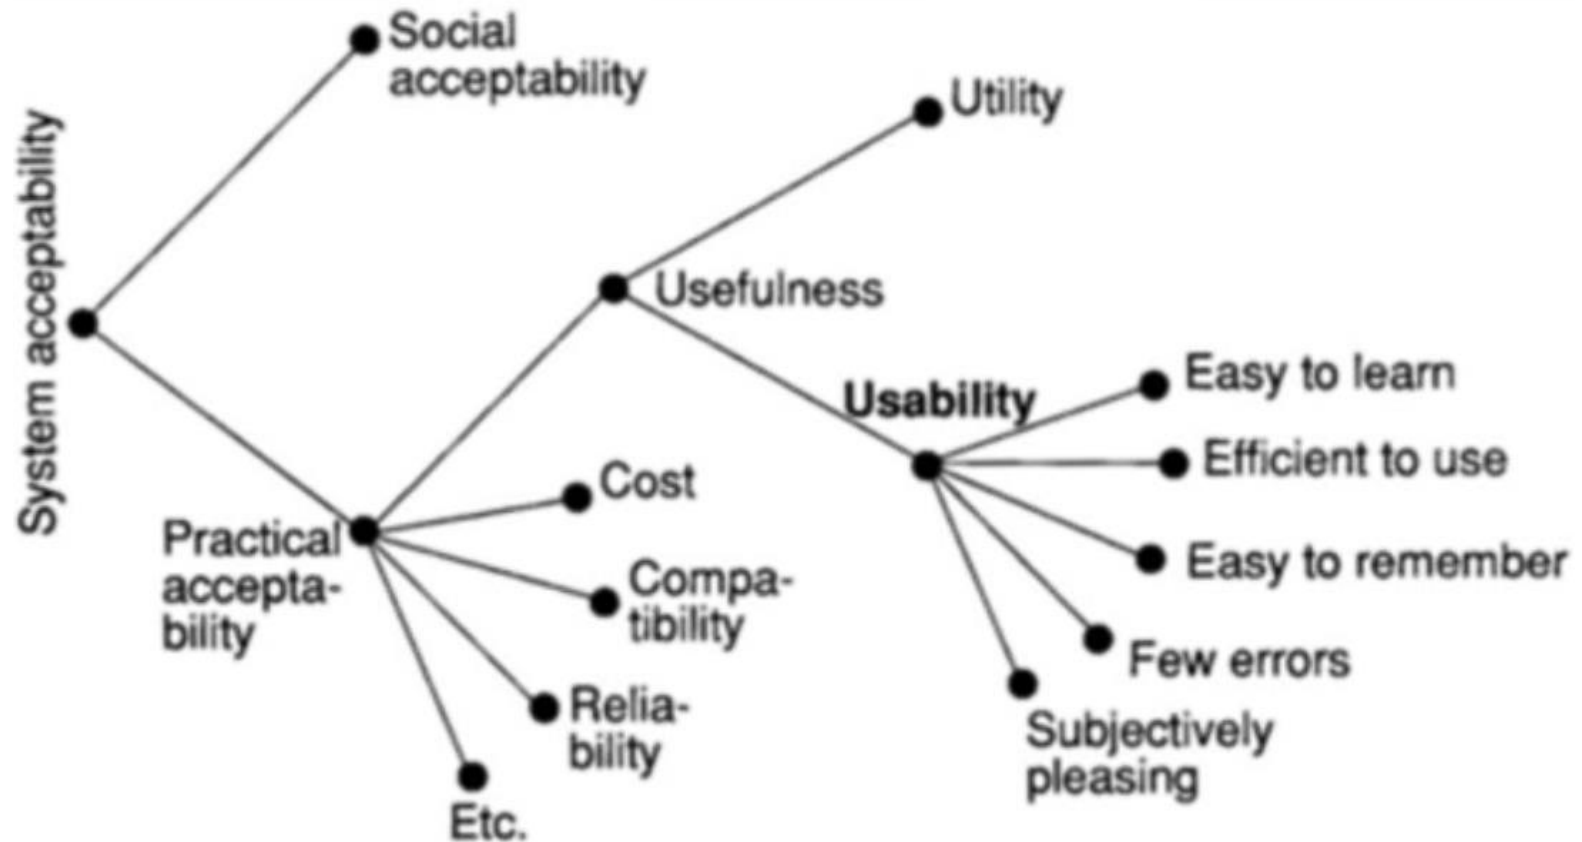 System acceptability
Social
acceptability
Utility
Usefulness
Usability
Easy to learn
Efficient to use
Easy to remember
Few errors
Subjectively
pleasing
Practical
accepta-
bility
Cost
Compa-
tibility
Relia-
bility
Etc.